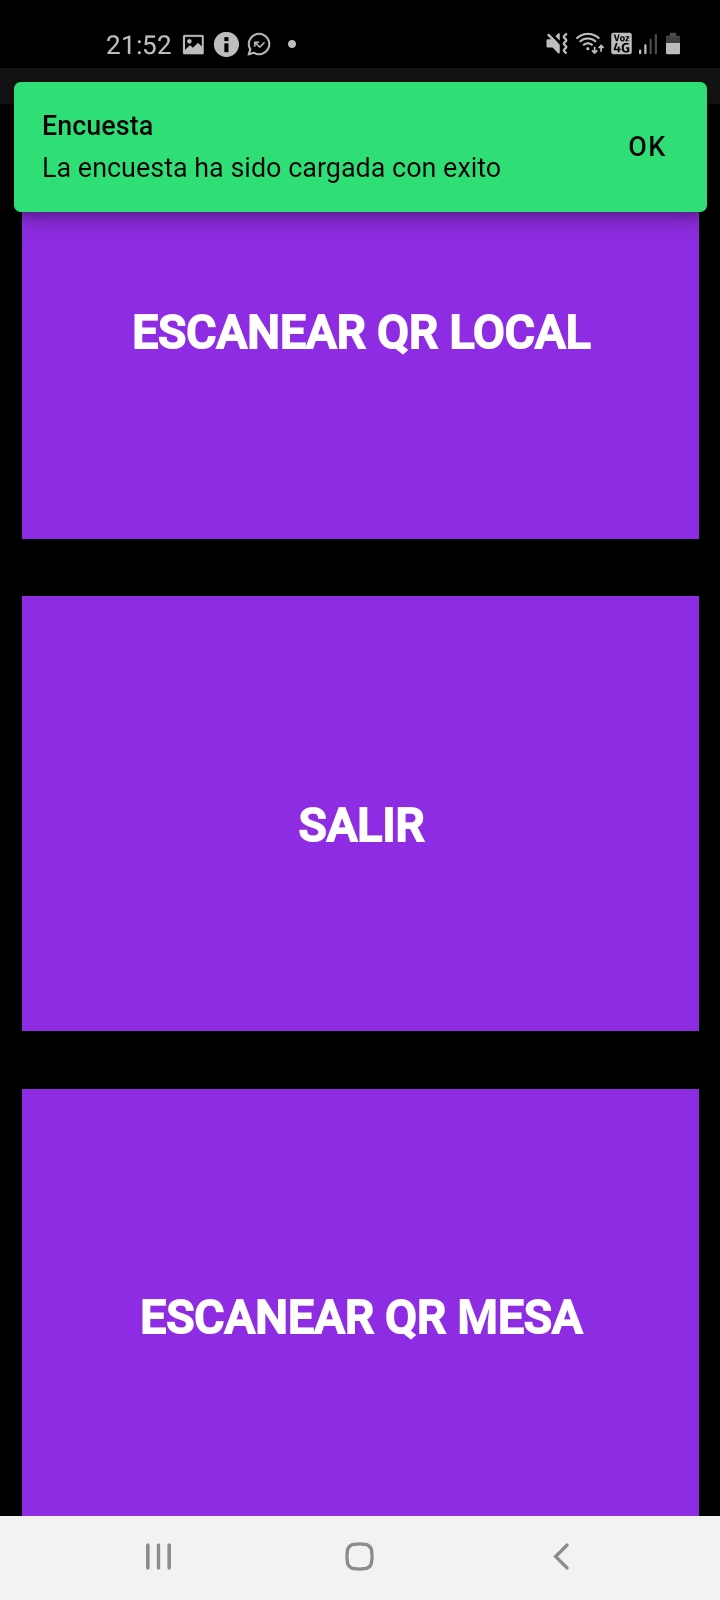 21:52
Voz
4G
Encuesta
La encuesta ha sido cargada con exito
OK
ESCANEAR QR LOCAL
SALIR
ESCANEAR QR MESA